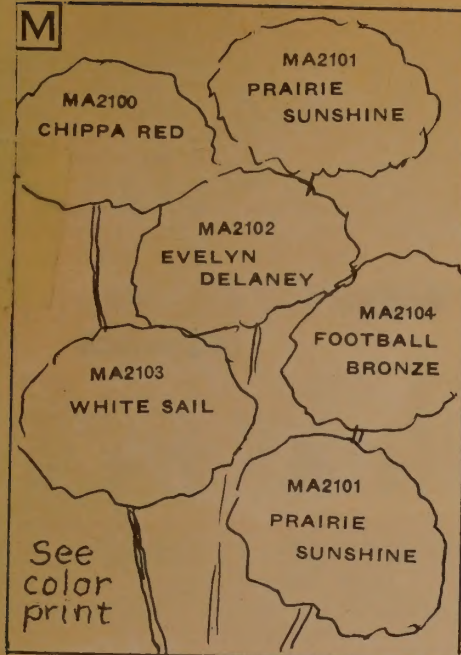 M
MA2101
PRAIRIE
SUNSHINE
MA2100
CHIPPA RED
MA2102
EVELYN
DELANEY
MA2104
FOOTBALL
BRONZE
MA2103
WHITE SAIL
MA2101
PRAIRIE
SUNSHINE
See
color
print